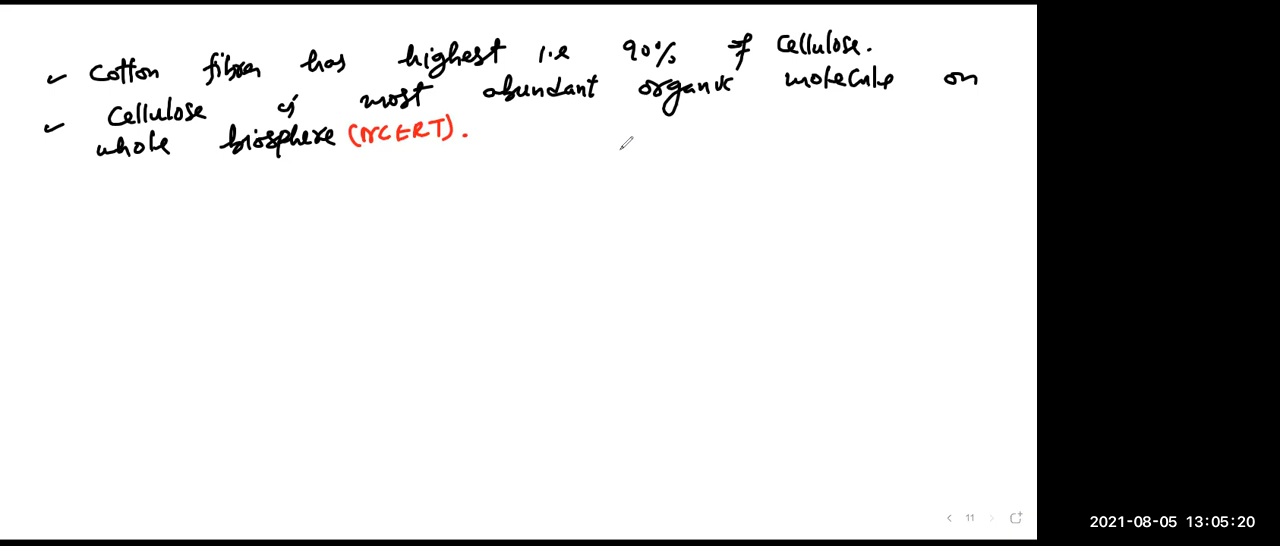 ✓ Cotton fibre has highest i.e 90% of Cellulose.
✓ Cellulose is most abundant organic molecule on
whole biosphere (NCERT).
< 11 >
2021-08-05 13:05:20